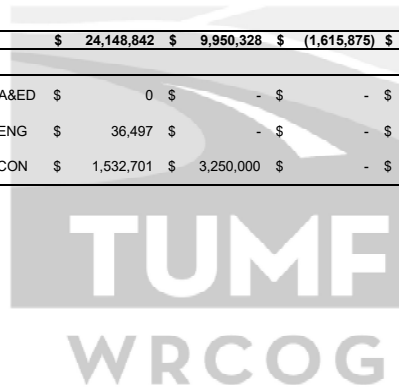 $ 24,148,842 $ 9,950,328 $ (1,615,875) $
A&ED $ 0 $ - $ - $
ENG $ 36,497 $ - $ - $
CON $ 1,532,701 $ 3,250,000 $ - $
TUMF
WRCOG